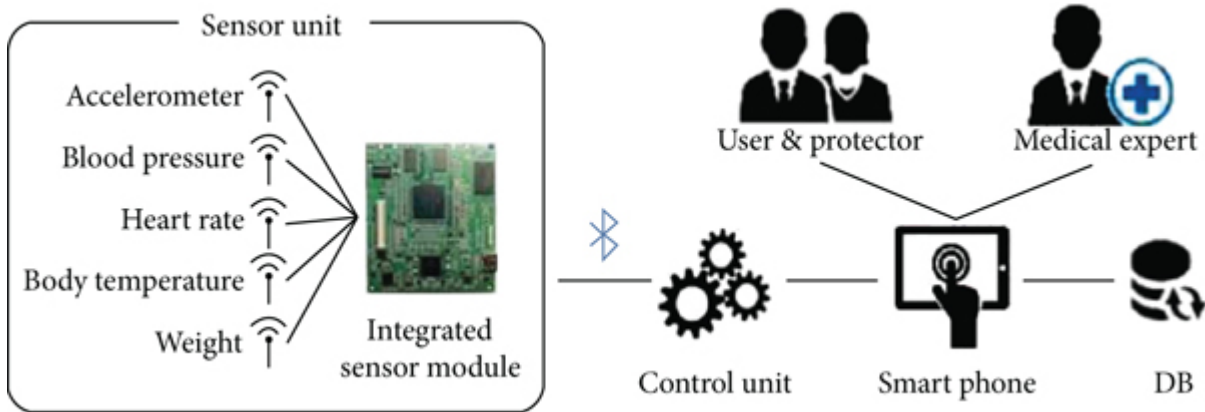 Sensor unit
Accelerometer
Blood pressure
Heart rate
Body temperature
Weight
Integrated
sensor module
User & protector
Medical expert
Control unit
Smart phone
DB